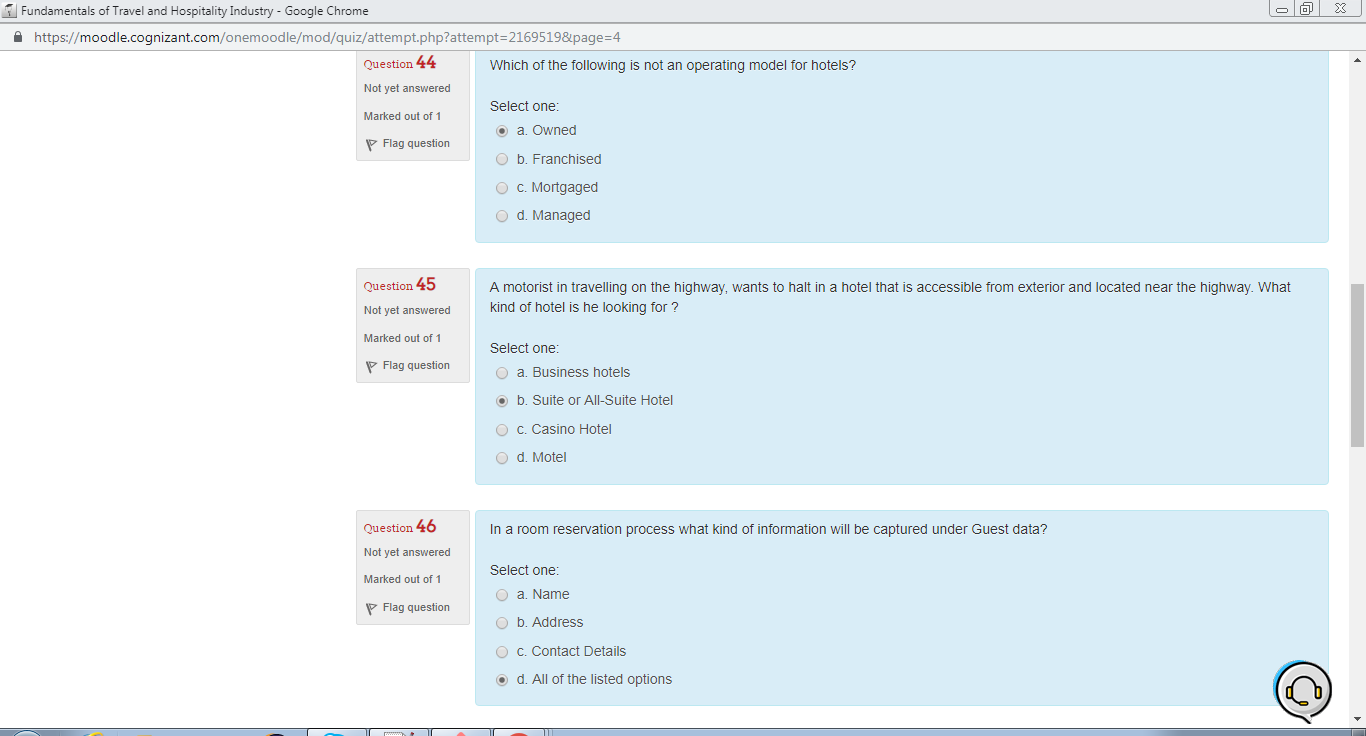 Fundamentals of Travel and Hospitality Industry - Google Chrome
https://moodle.cognizant.com/onemoodle/mod/quiz/attempt.php?attempt=2169519&page=4
Question 44
Not yet answered
Marked out of 1
Flag question
Which of the following is not an operating model for hotels?
Select one:
a. Owned
b. Franchised
c. Mortgaged
d. Managed
Question 45
Not yet answered
Marked out of 1
Flag question
A motorist in travelling on the highway, wants to halt in a hotel that is accessible from exterior and located near the highway. What
kind of hotel is he looking for ?
Select one:
a. Business hotels
b. Suite or All-Suite Hotel
c. Casino Hotel
d. Motel
Question 46
Not yet answered
Marked out of 1
Flag question
In a room reservation process what kind of information will be captured under Guest data?
Select one:
a. Name
b. Address
c. Contact Details
d. All of the listed options